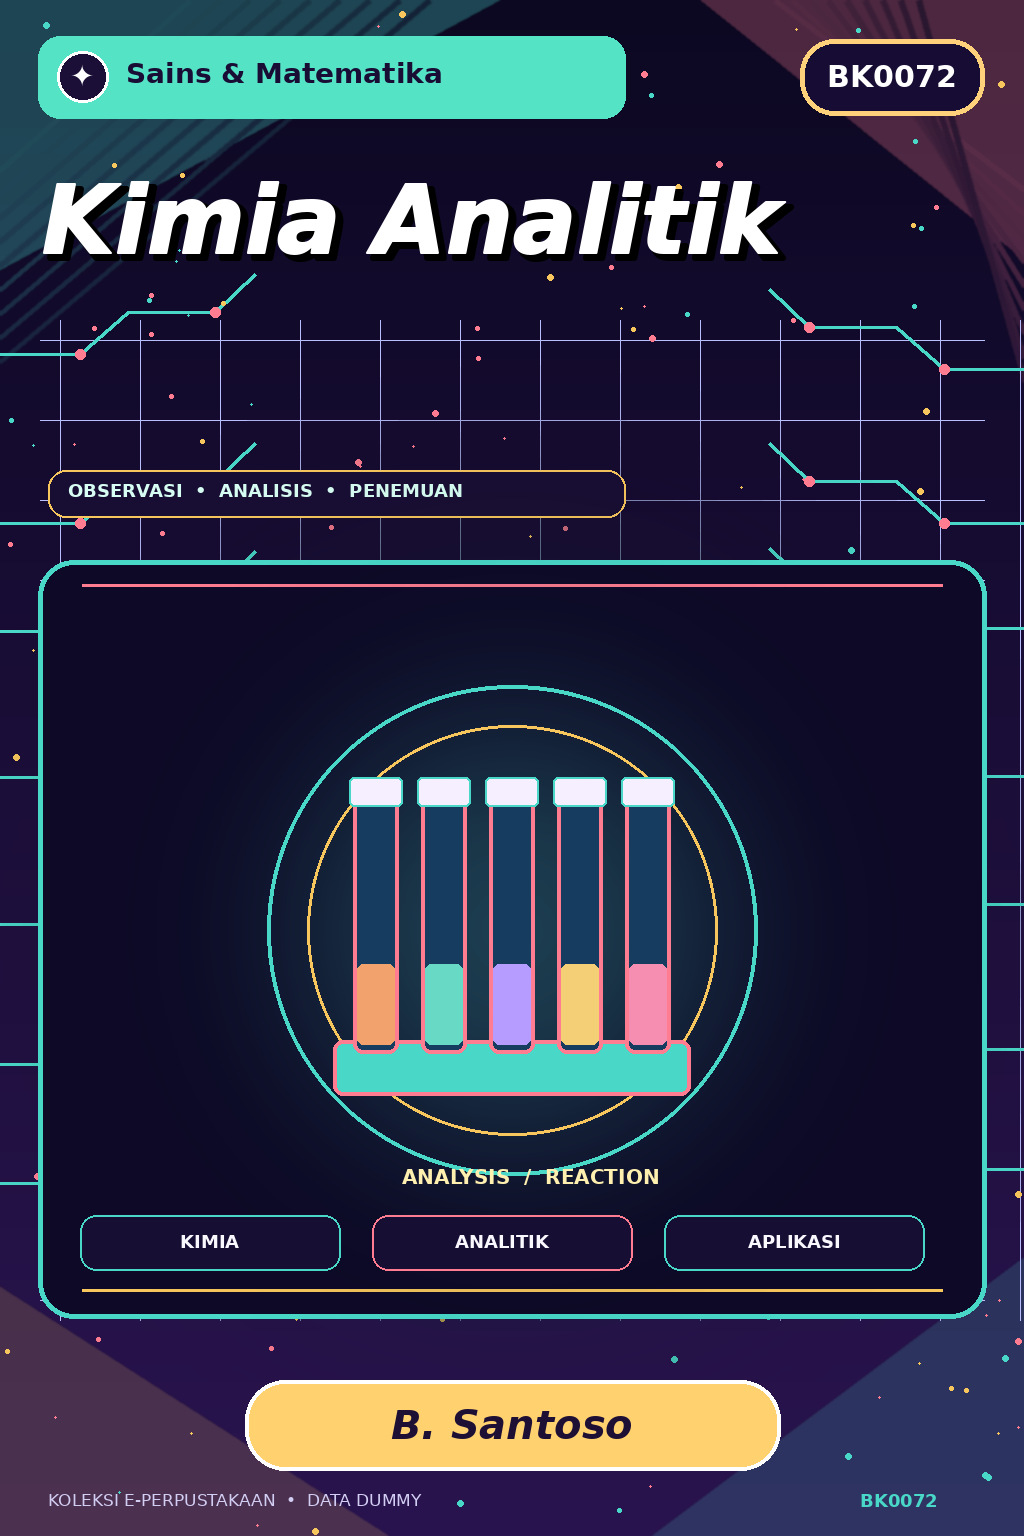 Sains & Matematika
BK0072
Kimia Analitik
OBSERVASI • ANALISIS • PENEMUAN
ANALYSIS / REACTION
KIMIA
ANALITIK
APLIKASI
B. Santoso
KOLEKSI E-PERPUSTAKAAN • DATA DUMMY
BK0072